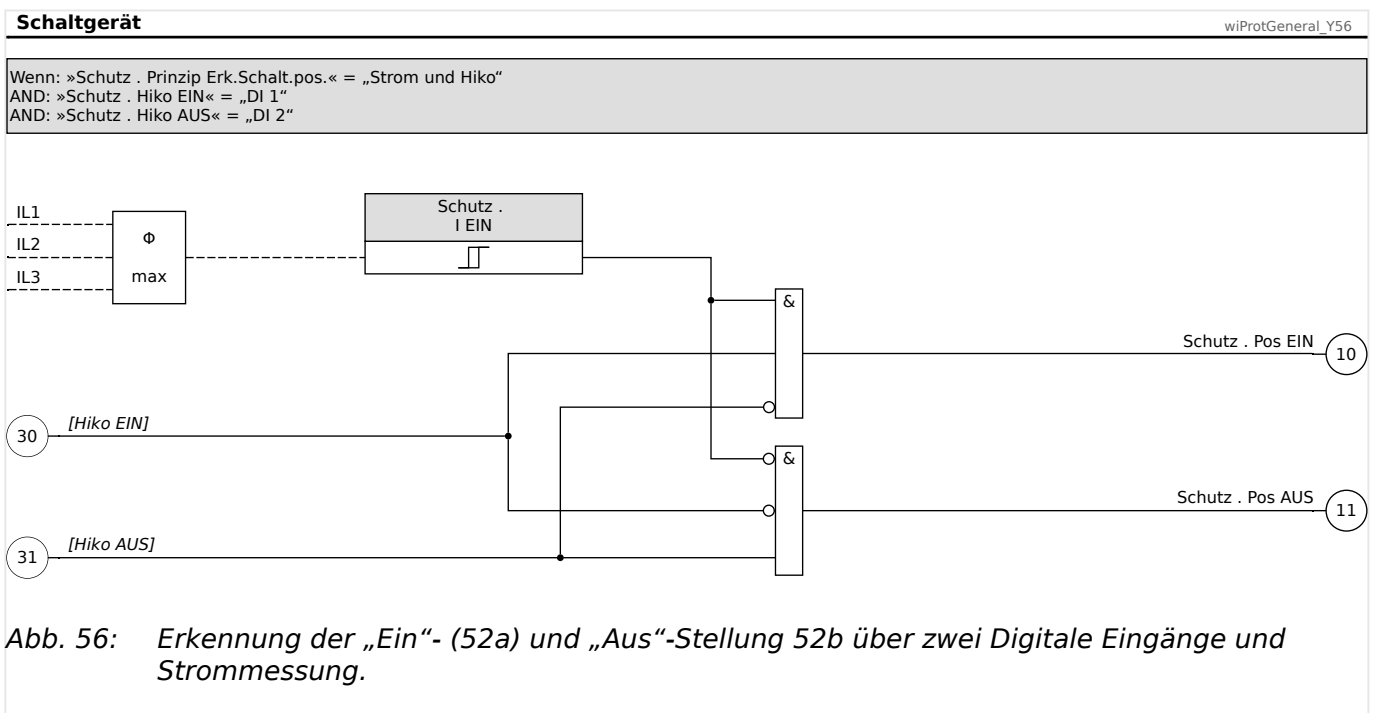 Schaltgerät
wiProtGeneral_Y56
Wenn: »Schutz . Prinzip Erk.Schalt.pos.« = „Strom und Hiko“
AND: »Schutz . Hiko EIN« = „DI 1“
AND: »Schutz . Hiko AUS« = „DI 2“
IL1
IL2
IL3
Φ
max
Schutz .
I EIN
&
Schutz . Pos EIN
10
30
[Hiko EIN]
&
Schutz . Pos AUS
11
31
[Hiko AUS]
Abb. 56: Erkennung der „Ein“- (52a) und „Aus“-Stellung 52b über zwei Digitale Eingänge und
Strommessung.